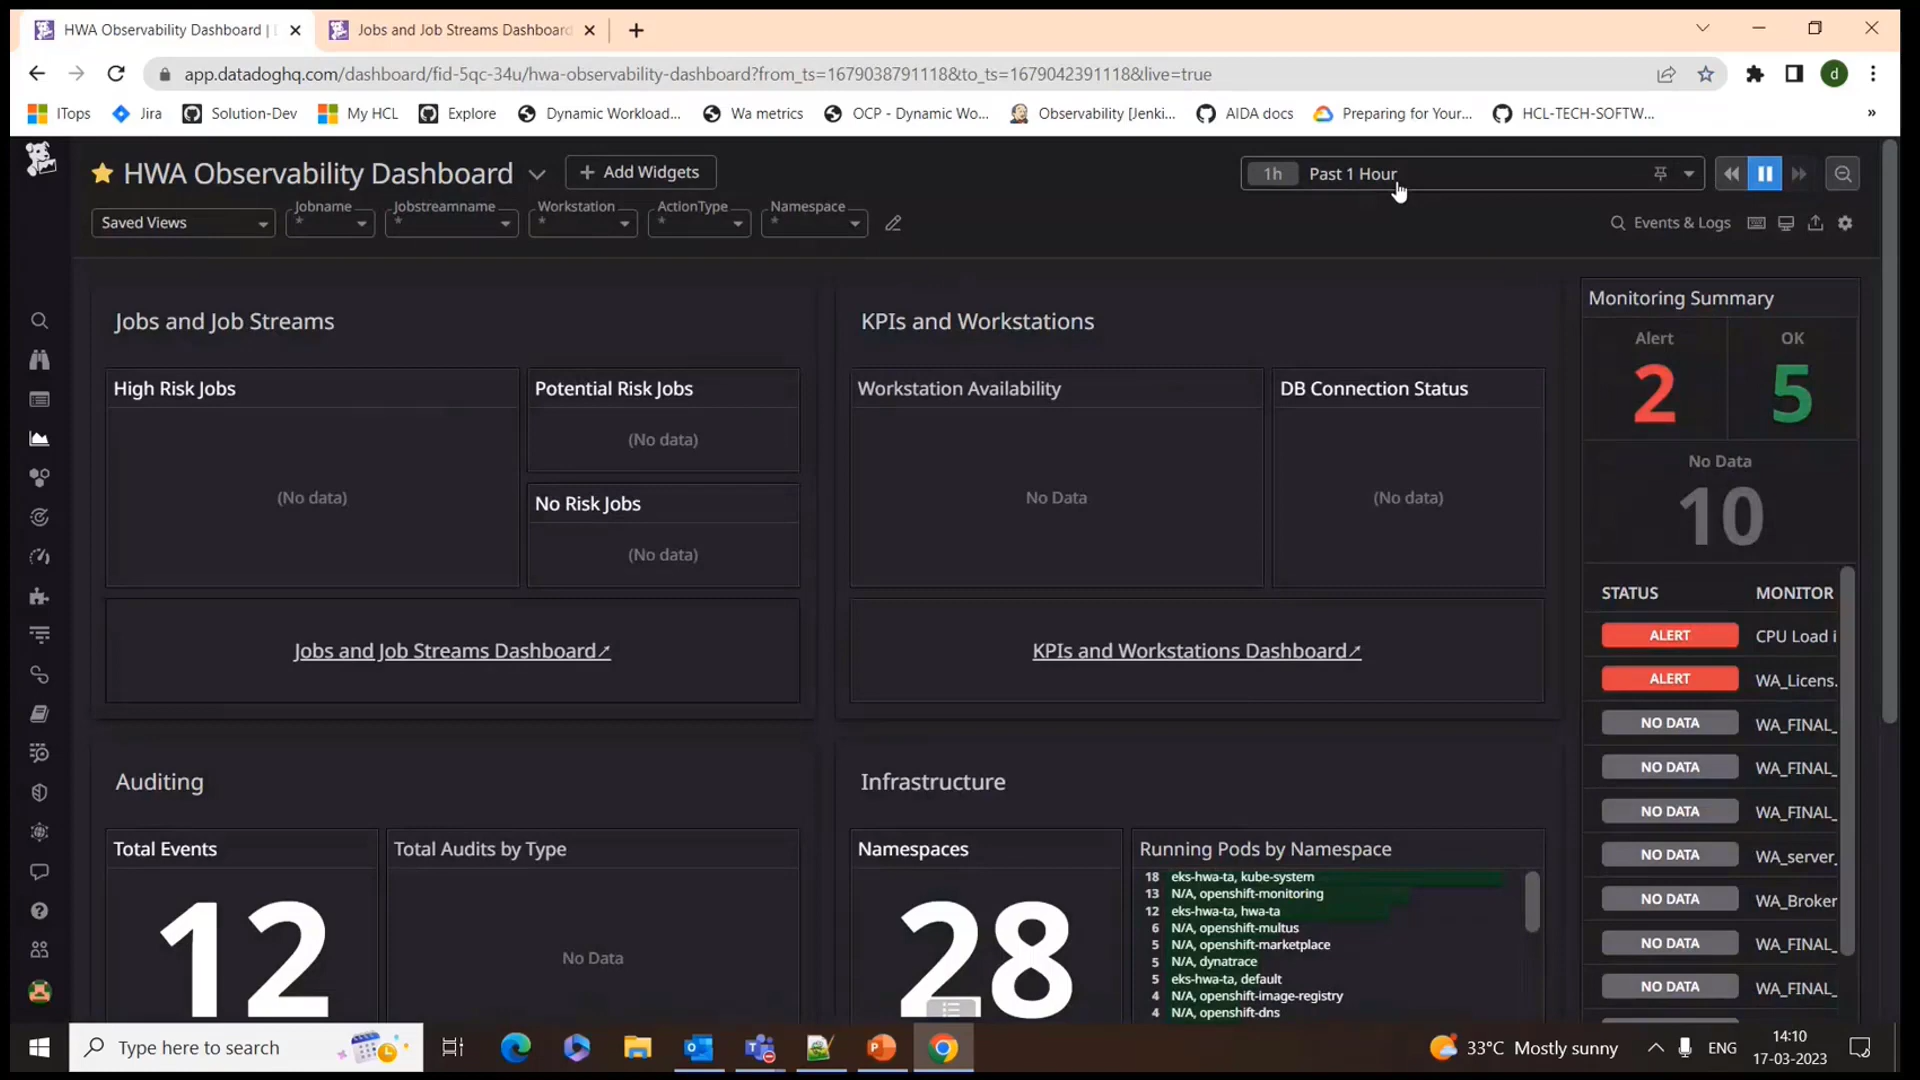 HWA Observability Dashboard |
Jobs and Job Streams Dashboard
app.datadoghq.com/dashboard/fid-5qc-34u/hwa-observability-dashboard?from_ts=1679038791118&to_ts=1679042391118&live=true
d
ITops
Jira
Solution-Dev
My HCL
Explore
Dynamic Workload...
Wa metrics
OCP - Dynamic Wo...
Observability [Jenki...
AIDA docs
Preparing for Your...
HCL-TECH-SOFTW...
»
HWA Observability Dashboard
+ Add Widgets
1h Past 1 Hour
Saved Views
Jobname
*
Jobstreamname
*
Workstation
*
ActionType
*
Namespace
*
Events & Logs
Jobs and Job Streams
High Risk Jobs
(No data)
Potential Risk Jobs
(No data)
No Risk Jobs
(No data)
Jobs and Job Streams Dashboard↗
KPIs and Workstations
Workstation Availability
No Data
DB Connection Status
(No data)
KPIs and Workstations Dashboard↗
Monitoring Summary
Alert
2
OK
5
No Data
10
STATUS MONITOR
ALERT CPU Load i
ALERT WA_Licens.
NO DATA WA_FINAL_
NO DATA WA_FINAL_
NO DATA WA_FINAL_
NO DATA WA_server_
NO DATA WA_Broker
NO DATA WA_FINAL_
NO DATA WA_FINAL_
Auditing
Total Events
12
Total Audits by Type
No Data
Infrastructure
Namespaces
28
Running Pods by Namespace
18 eks-hwa-ta, kube-system
13 N/A, openshift-monitoring
12 eks-hwa-ta, hwa-ta
6 N/A, openshift-multus
5 N/A, openshift-marketplace
5 N/A, dynatrace
5 eks-hwa-ta, default
4 N/A, openshift-image-registry
4 N/A, openshift-dns
Type here to search
33°C Mostly sunny
ENG
14:10
17-03-2023